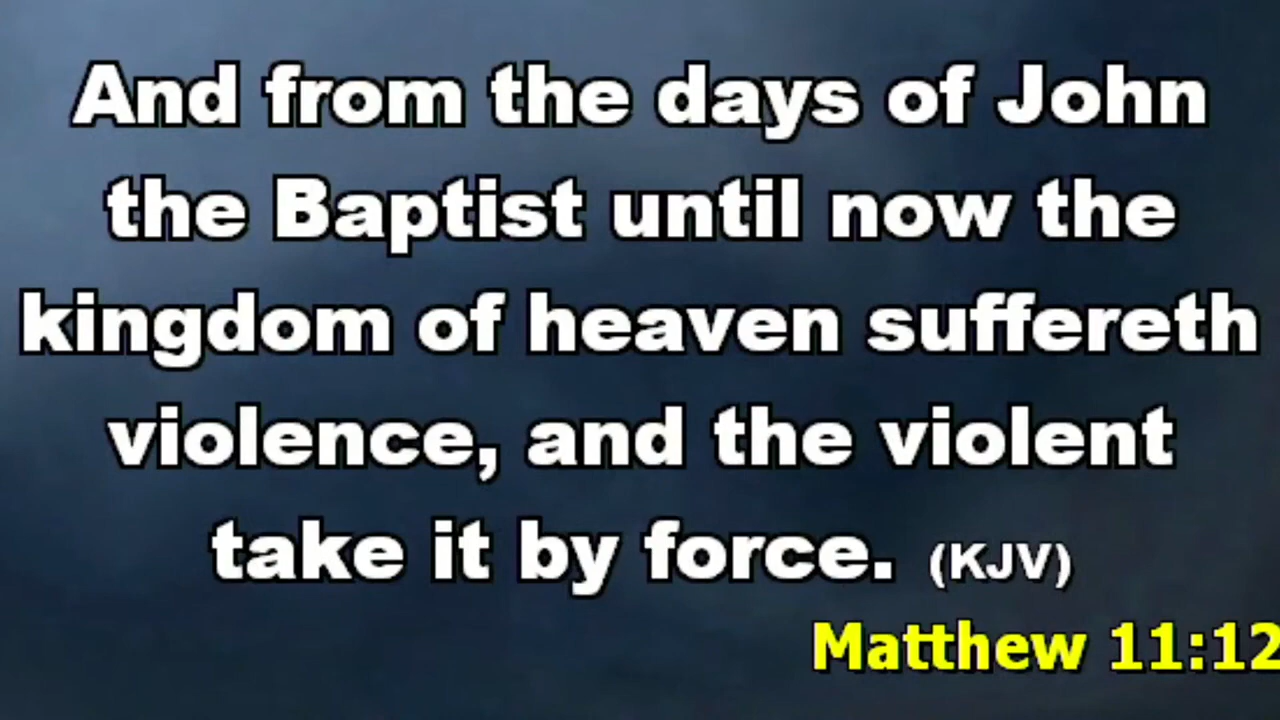 And from the days of John
the Baptist until now the
kingdom of heaven suffereth
violence, and the violent
take it by force. (KJV)
Matthew 11:12